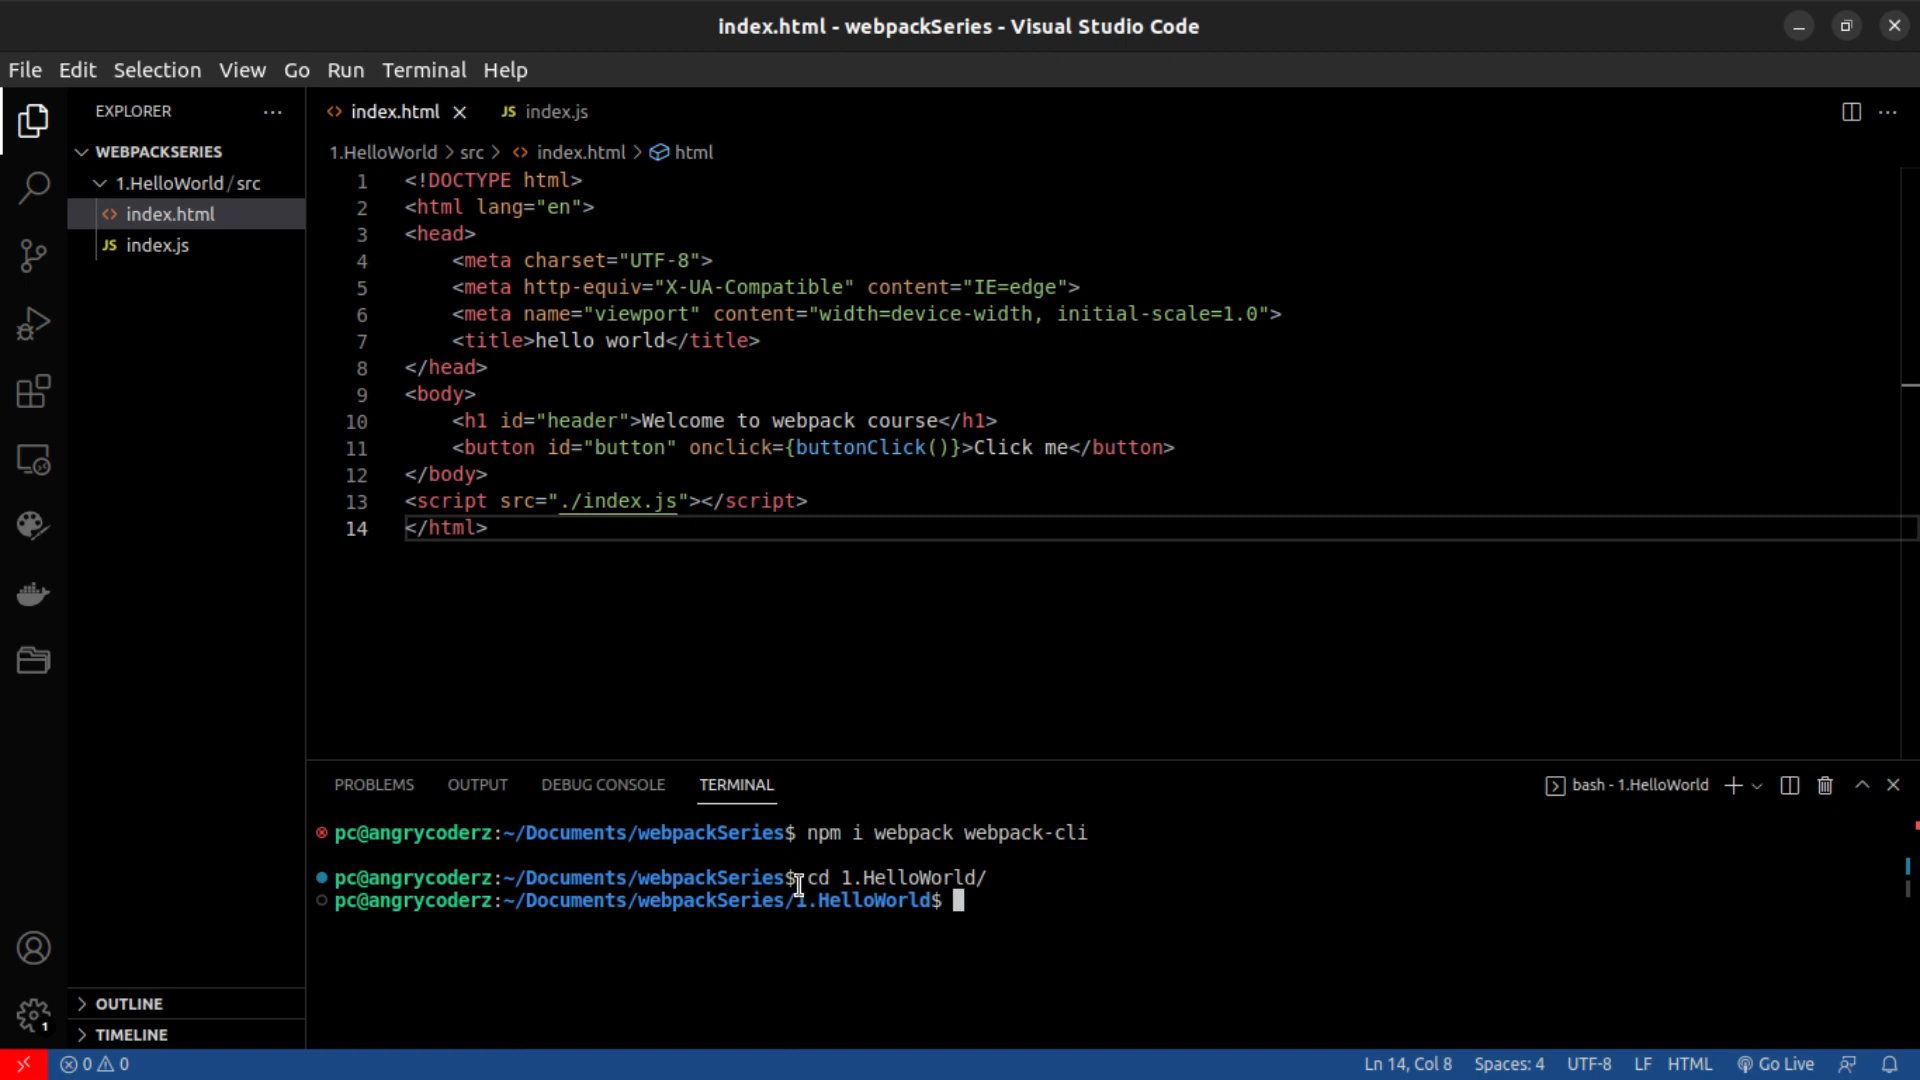 index.html - webpackSeries - Visual Studio Code
File Edit Selection View Go Run Terminal Help
EXPLORER
WEBPACKSERIES
1.HelloWorld / src
index.html
JS index.js
index.html
JS index.js
1.HelloWorld > src > index.html > html
1 <!DOCTYPE html>
2 <html lang="en">
3 <head>
4 <meta charset="UTF-8">
5 <meta http-equiv="X-UA-Compatible" content="IE=edge">
6 <meta name="viewport" content="width=device-width, initial-scale=1.0">
7 <title>hello world</title>
8 </head>
9 <body>
10 <h1 id="header">Welcome to webpack course</h1>
11 <button id="button" onclick={buttonClick()}>Click me</button>
12 </body>
13 <script src="./index.js"></script>
14 </html>
PROBLEMS OUTPUT DEBUG CONSOLE TERMINAL
bash - 1.HelloWorld
pc@angrycoderz:~/Documents/webpackSeries$ npm i webpack webpack-cli
pc@angrycoderz:~/Documents/webpackSeries$ cd 1.HelloWorld/
pc@angrycoderz:~/Documents/webpackSeries/1.HelloWorld$
1
OUTLINE
TIMELINE
0 0
Ln 14, Col 8 Spaces: 4 UTF-8 LF HTML Go Live